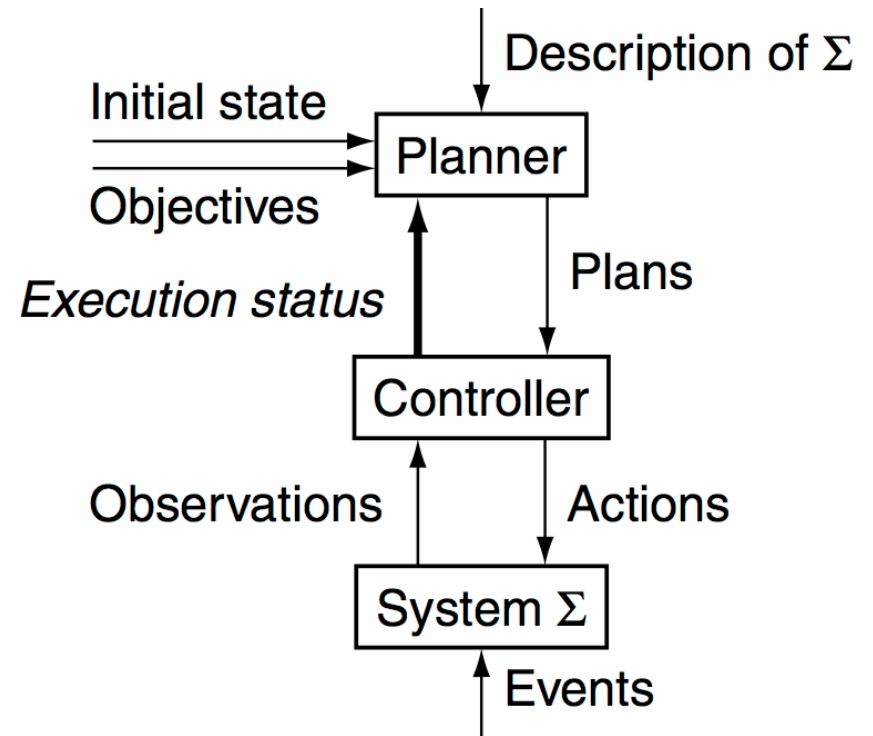 Description of Σ
Initial state
Planner
Objectives
Plans
Execution status
Controller
Observations
Actions
System Σ
Events